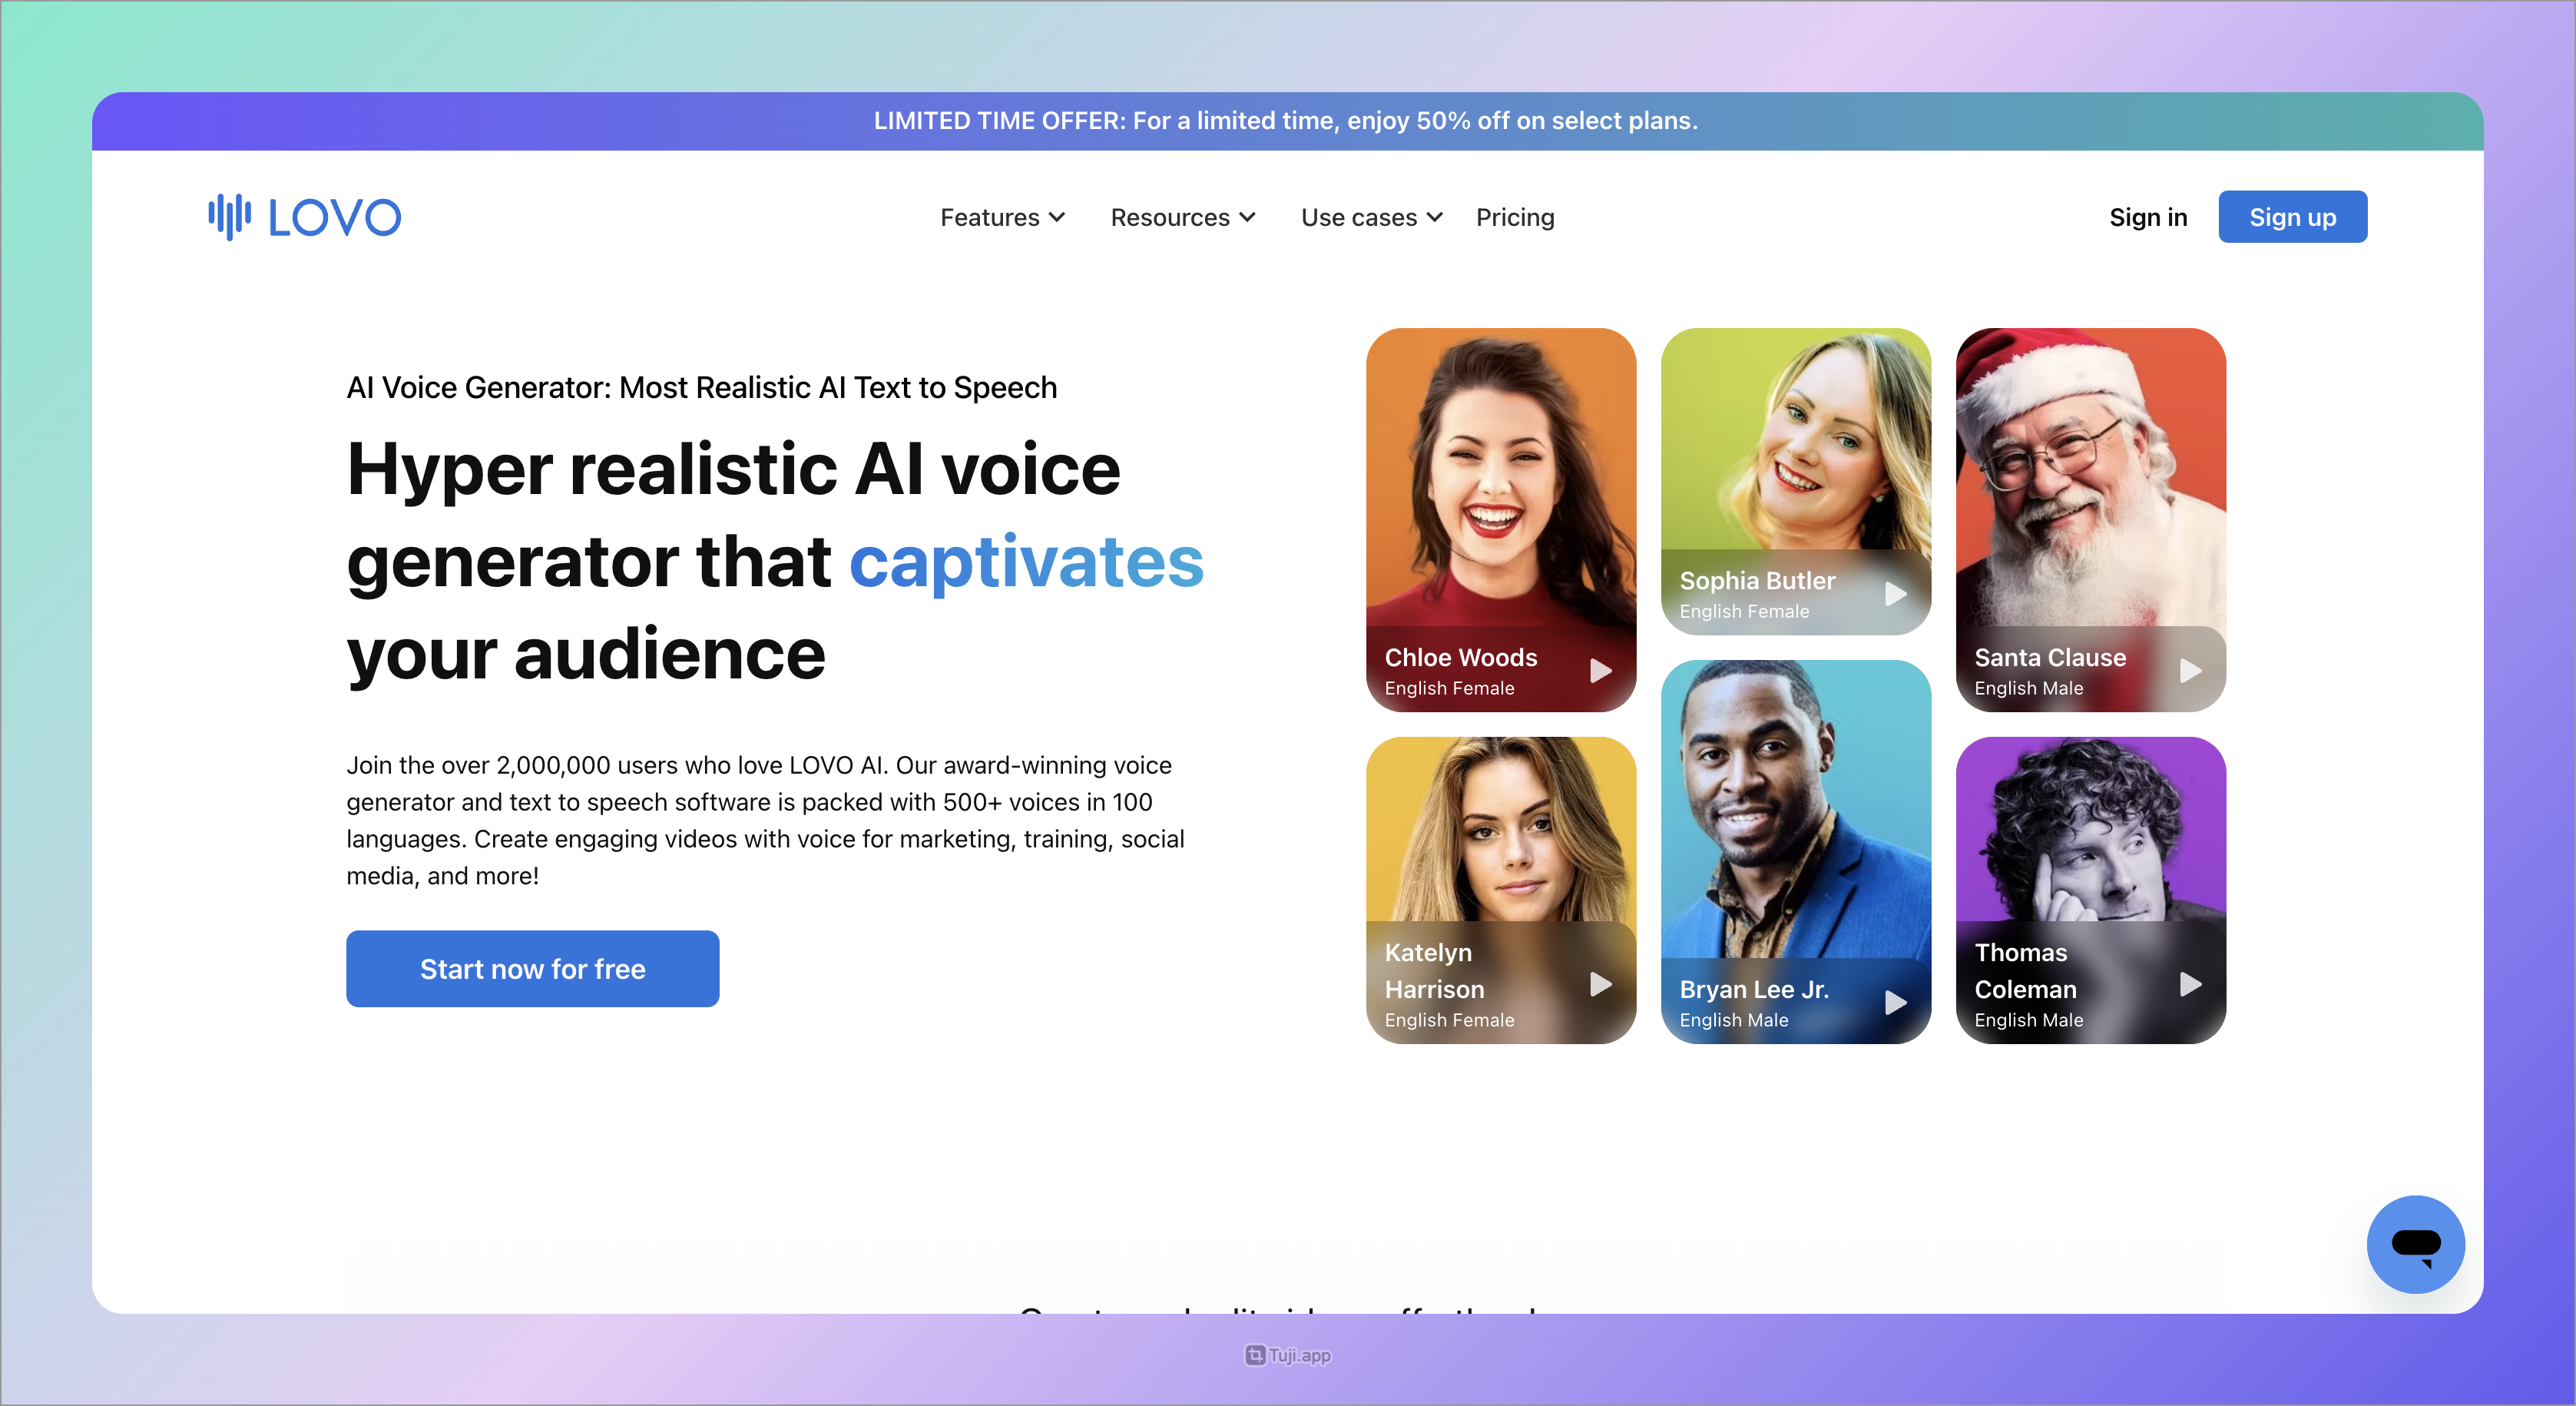 LIMITED TIME OFFER: For a limited time, enjoy 50% off on select plans.
LOVO
Features
Resources
Use cases
Pricing
Sign in
Sign up
AI Voice Generator: Most Realistic AI Text to Speech
Hyper realistic AI voice
generator that captivates
your audience
Join the over 2,000,000 users who love LOVO AI. Our award-winning voice
generator and text to speech software is packed with 500+ voices in 100
languages. Create engaging videos with voice for marketing, training, social
media, and more!
Start now for free
Chloe Woods
English Female
Sophia Butler
English Female
Santa Clause
English Male
Katelyn
Harrison
English Female
Bryan Lee Jr.
English Male
Thomas
Coleman
English Male
Tuji.app